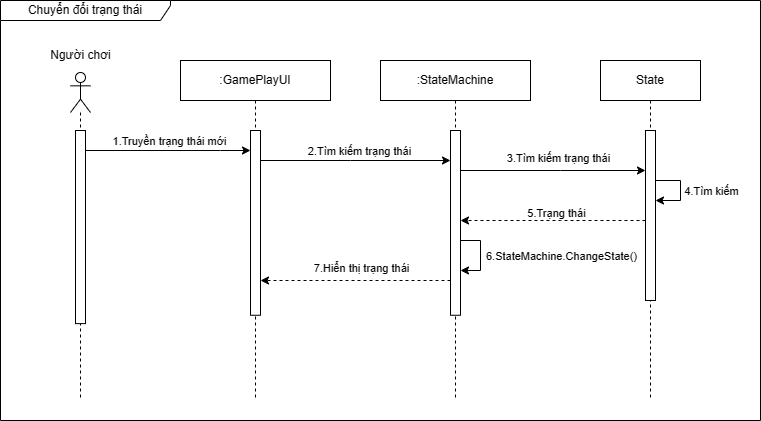 Chuyển đổi trạng thái
Người chơi
:GamePlayUI
:StateMachine
State
1.Truyền trạng thái mới
2.Tìm kiếm trạng thái
3.Tìm kiếm trạng thái
4.Tìm kiếm
5.Trạng thái
6.StateMachine.ChangeState()
7.Hiển thị trạng thái